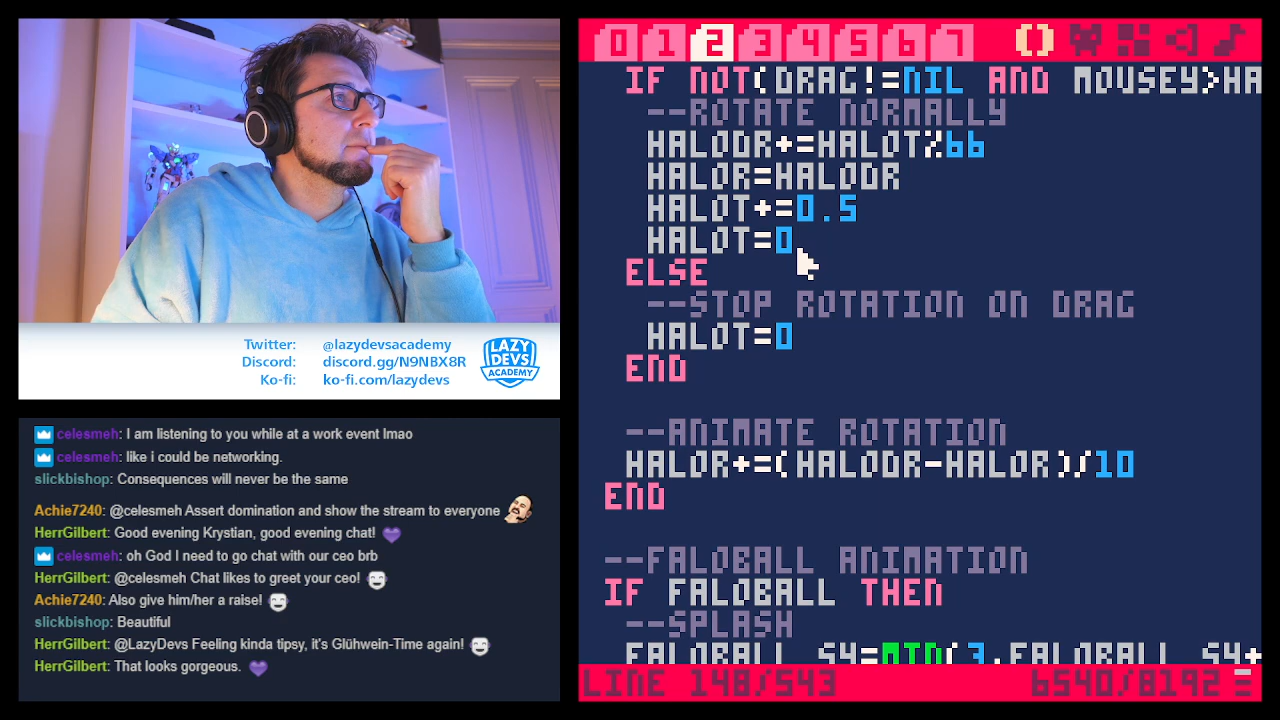 Twitter: @lazydevsacademy
Discord: discord.gg/N9NBX8R
Ko-fi: ko-fi.com/lazydevs
LAZY
DEVS
ACADEMY
celesmeh: I am listening to you while at a work event lmao
celesmeh: like i could be networking.
slickbishop: Consequences will never be the same
Achie7240: @celesmeh Assert domination and show the stream to everyone
HerrGilbert: Good evening Krystian, good evening chat!
celesmeh: oh God I need to go chat with our ceo brb
HerrGilbert: @celesmeh Chat likes to greet your ceo!
Achie7240: Also give him/her a raise!
slickbishop: Beautiful
HerrGilbert: @LazyDevs Feeling kinda tipsy, it's Glühwein-Time again!
HerrGilbert: That looks gorgeous.
0 1 2 3 4 5 6 7 ()
IF NOT(DRAG!=NIL AND MOUSEY>HA
--ROTATE NORMALLY
HALODR+=HALOT%66
HALOR=HALODR
HALOT+=0.5
HALOT=0
ELSE
--STOP ROTATION ON DRAG
HALOT=0
END
--ANIMATE ROTATION
HALOR+=(HALODR-HALOR)/10
END
--FALOBALL ANIMATION
IF FALOBALL THEN
--SPLASH
LINE 148/543 6540/8192